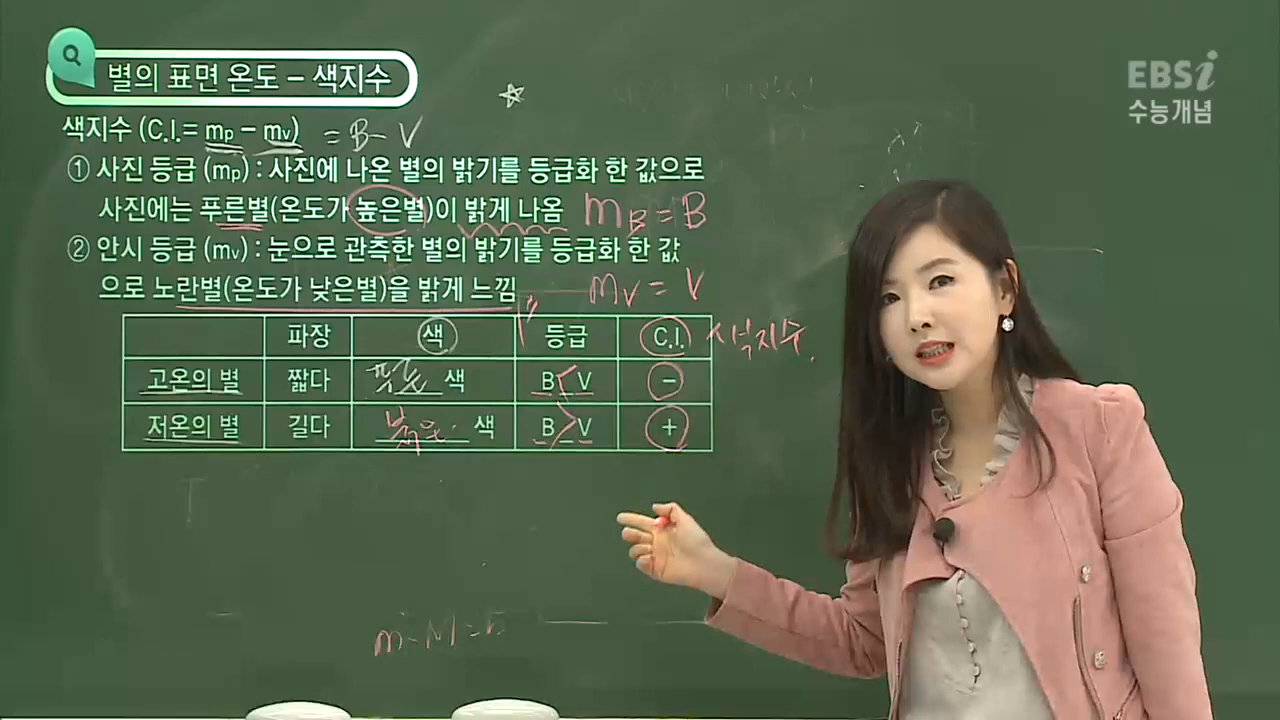 별의 표면 온도 – 색지수
EBSi
수능개념
색지수 (C.I.= mp – mv) = B – V
① 사진 등급 (mp) : 사진에 나온 별의 밝기를 등급화 한 값으로
사진에는 푸른별(온도가 높은별)이 밝게 나옴 mB = B
② 안시 등급 (mv) : 눈으로 관측한 별의 밝기를 등급화 한 값
으로 노란별(온도가 낮은별)을 밝게 느낌 mV = V
파장 색 등급 C.I. 색지수.
고온의 별 짧다 푸른 색 B < V –
저온의 별 길다 붉은 색 B > V +
m – M =